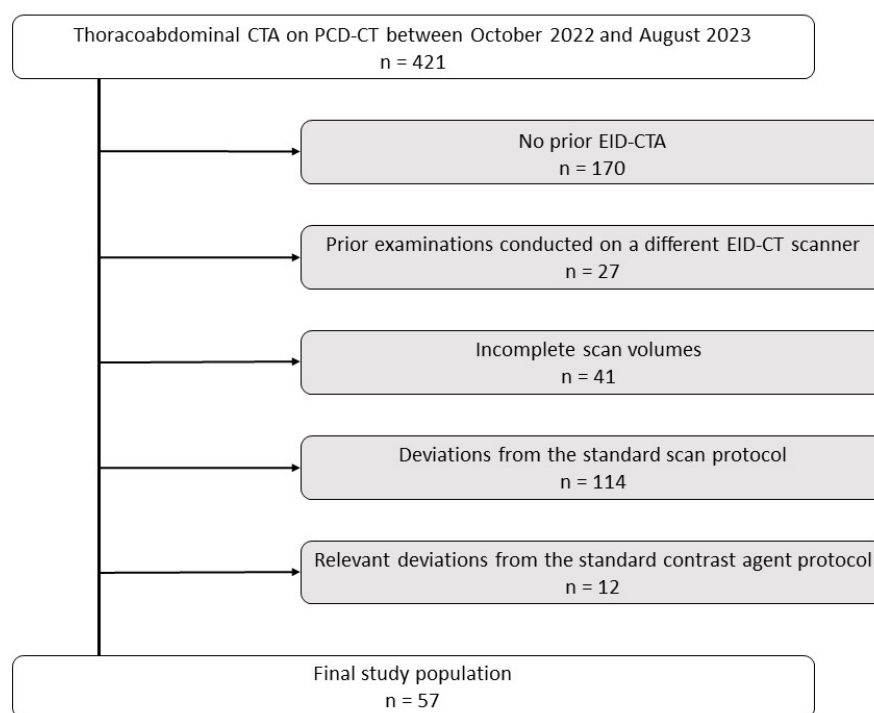 Thoracoabdominal CTA on PCD-CT between October 2022 and August 2023
n = 421
No prior EID-CTA
n = 170
Prior examinations conducted on a different EID-CT scanner
n = 27
Incomplete scan volumes
n = 41
Deviations from the standard scan protocol
n = 114
Relevant deviations from the standard contrast agent protocol
n = 12
Final study population
n = 57